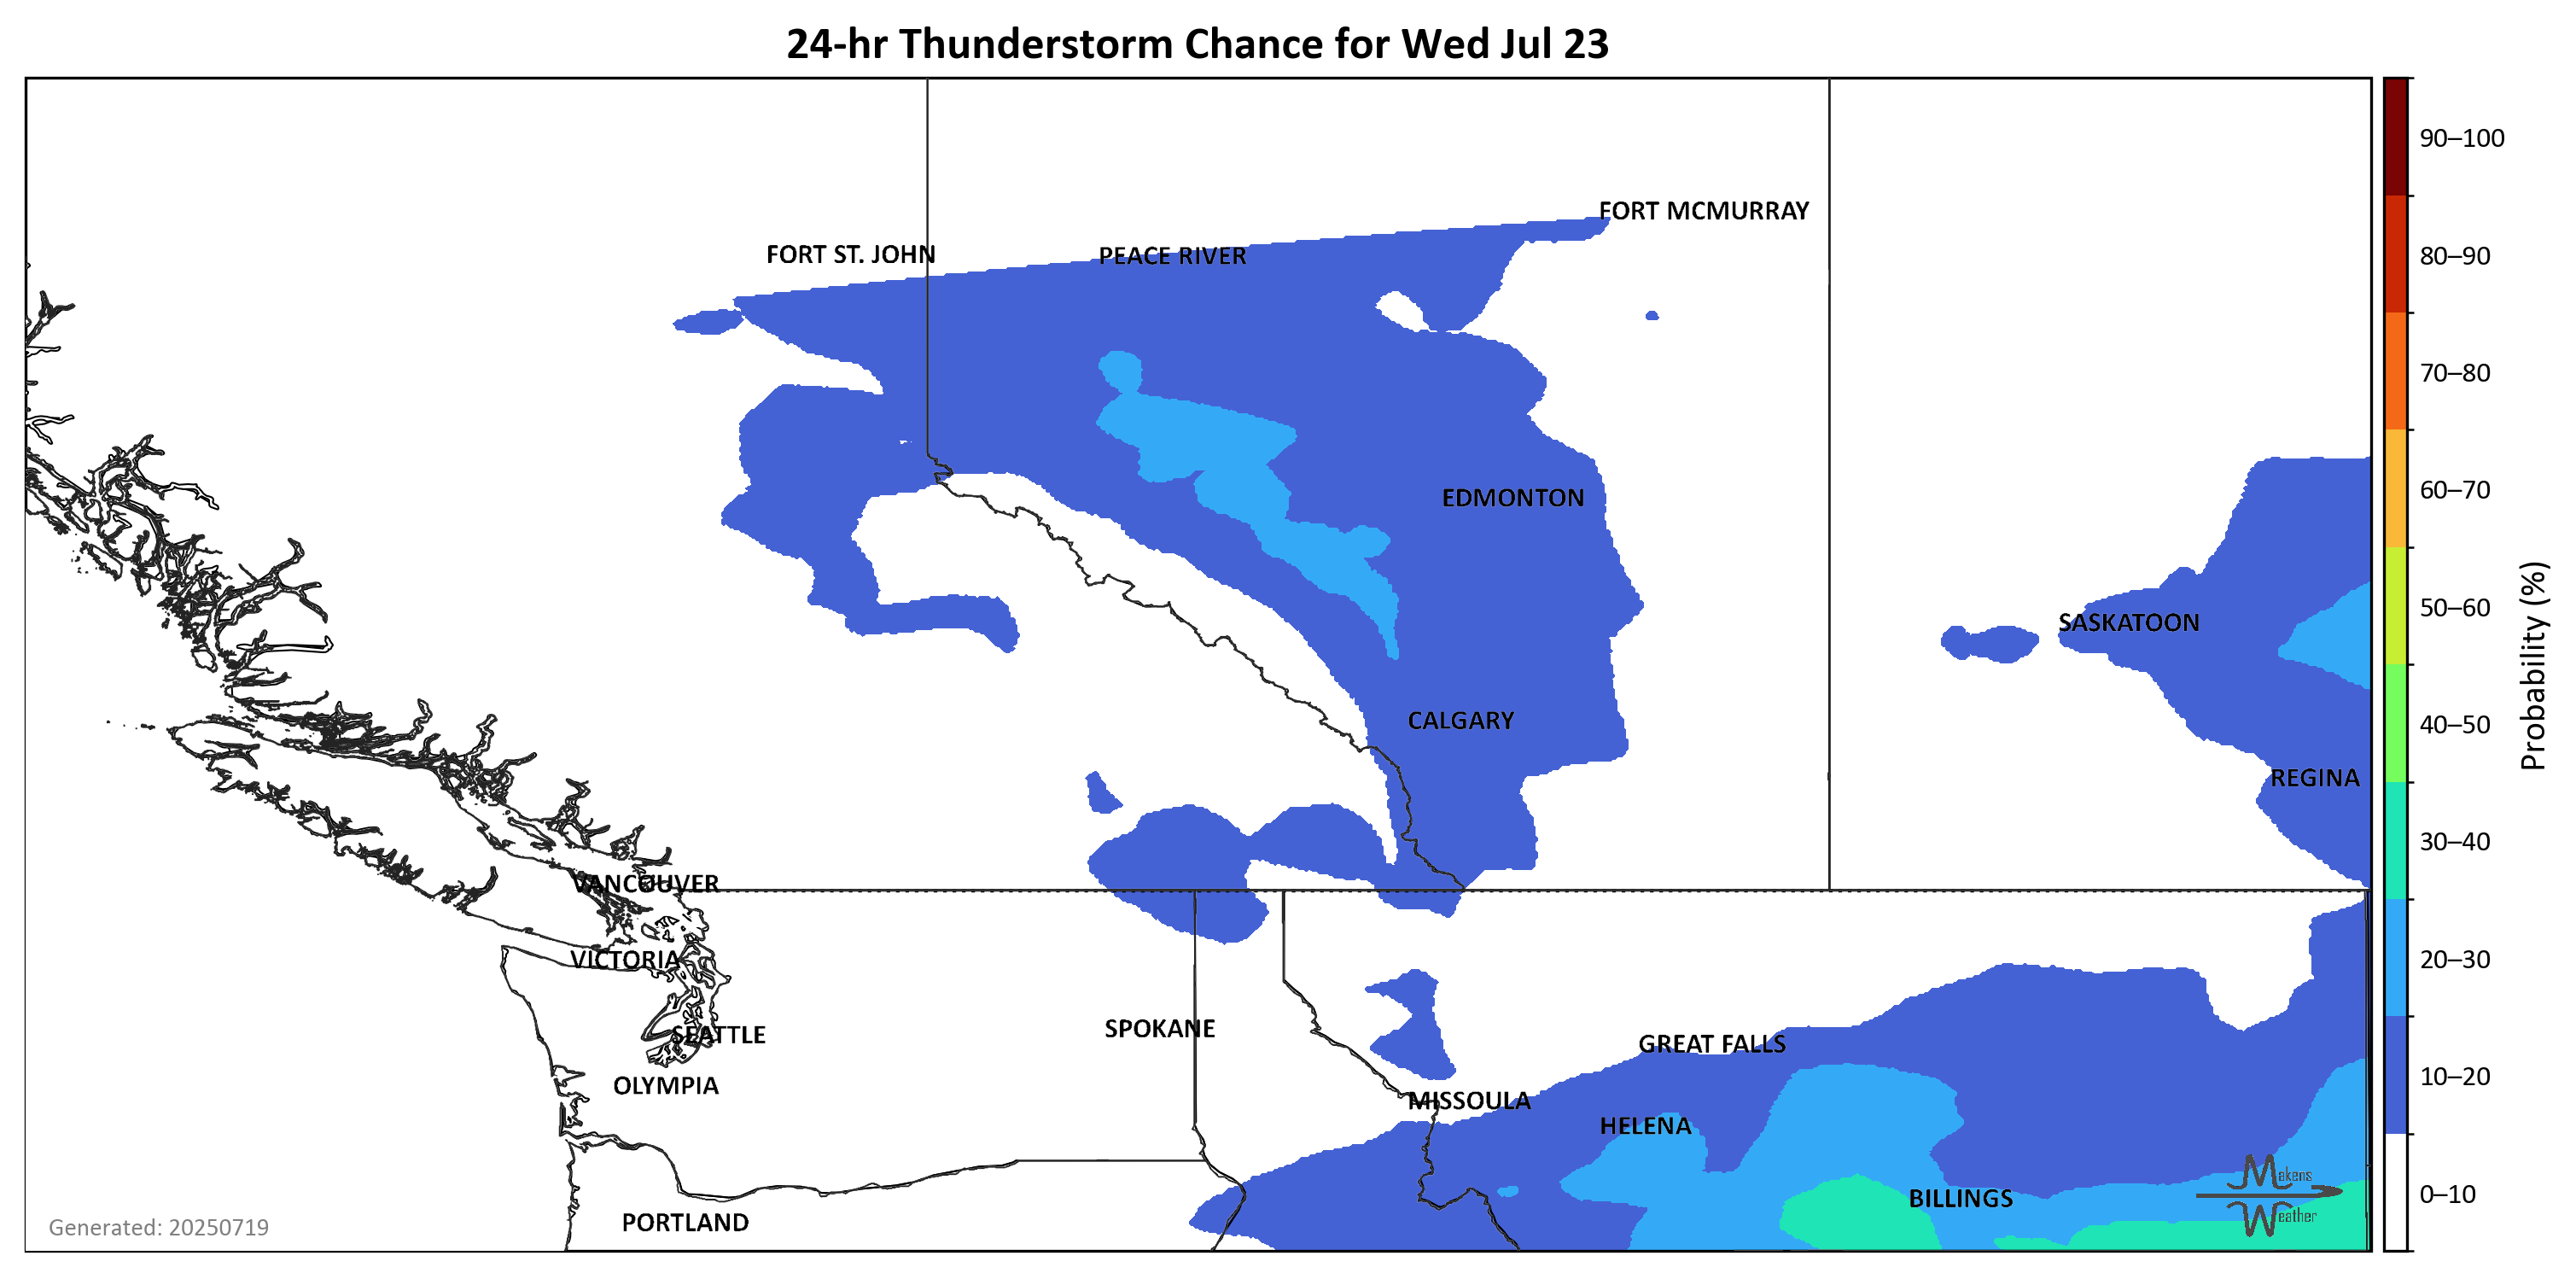 24-hr Thunderstorm Chance for Wed Jul 23
90–100
FORT MCMURRAY
FORT ST. JOHN
PEACE RIVER
80–90
70–80
60–70
EDMONTON
50–60
SASKATOON
Probability (%)
CALGARY
40–50
REGINA
30–40
VANCOUVER
VICTORIA
20–30
SEATTLE
SPOKANE
GREAT FALLS
OLYMPIA
MISSOULA
10–20
HELENA
Makens
Weather
BILLINGS
0–10
PORTLAND
Generated: 20250719